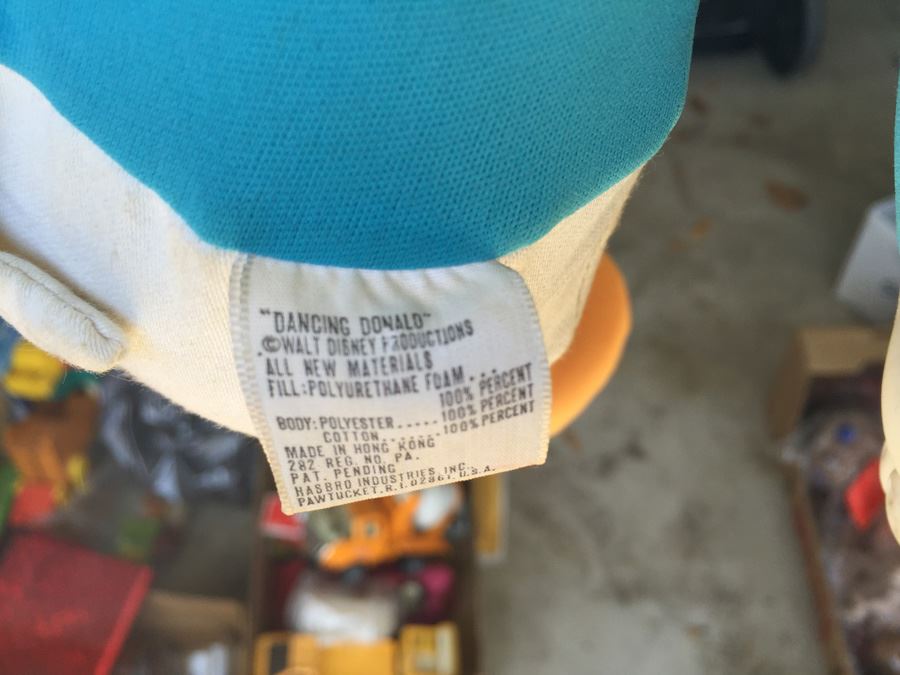 "DANCING DONALD"
©WALT DISNEY PRODUCTIONS
ALL NEW MATERIALS
FILL: POLYURETHANE FOAM...
100% PERCENT
BODY: POLYESTER..... 100% PERCENT
COTTON...... 100% PERCENT
MADE IN HONG KONG
282 REG. NO. PA.
PAT. PENDING
HASBRO INDUSTRIES, INC.
PAWTUCKET, R.I. 02861. U.S.A.